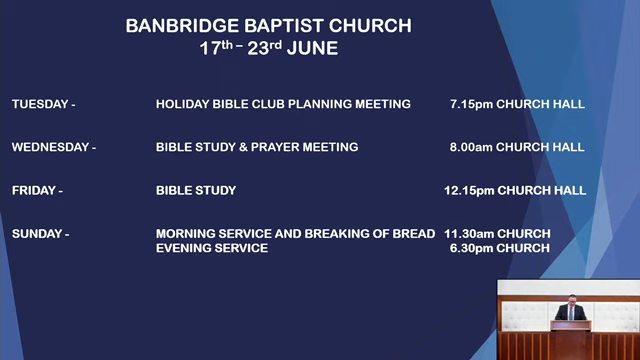 BANBRIDGE BAPTIST CHURCH
17th – 23rd JUNE
TUESDAY - HOLIDAY BIBLE CLUB PLANNING MEETING 7.15pm CHURCH HALL
WEDNESDAY - BIBLE STUDY & PRAYER MEETING 8.00am CHURCH HALL
FRIDAY - BIBLE STUDY 12.15pm CHURCH HALL
SUNDAY - MORNING SERVICE AND BREAKING OF BREAD 11.30am CHURCH
EVENING SERVICE 6.30pm CHURCH